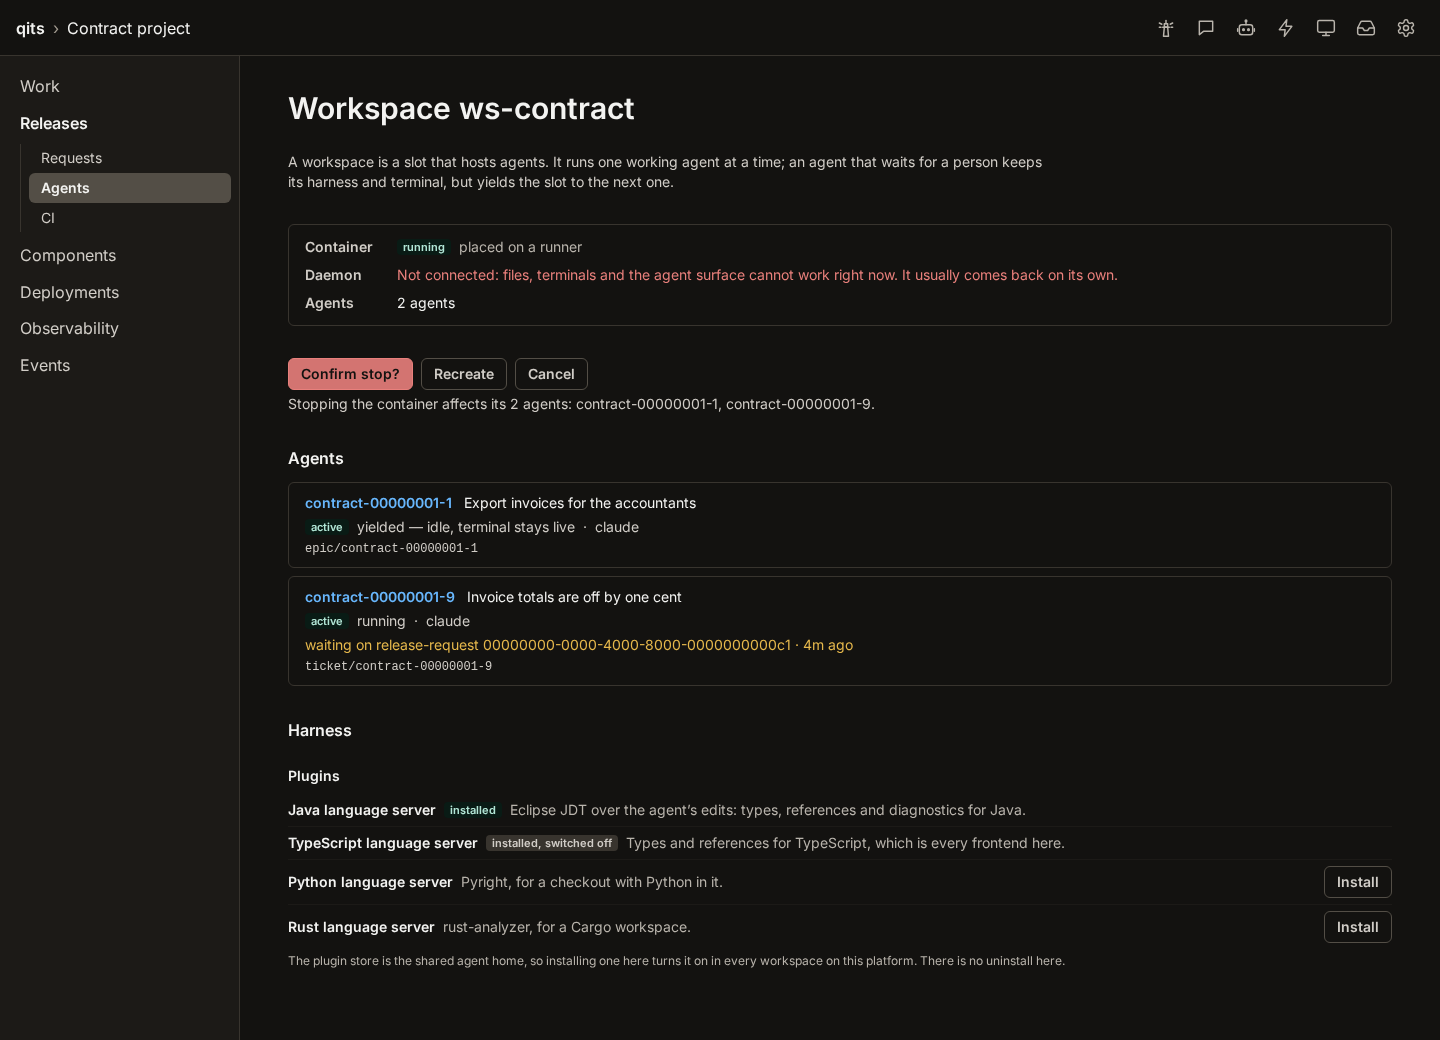 qits › Contract project
Work
Releases
Requests
Agents
CI
Components
Deployments
Observability
Events
Workspace ws-contract
A workspace is a slot that hosts agents. It runs one working agent at a time; an agent that waits for a person keeps
its harness and terminal, but yields the slot to the next one.
Container running placed on a runner
Daemon Not connected: files, terminals and the agent surface cannot work right now. It usually comes back on its own.
Agents 2 agents
Confirm stop? Recreate Cancel
Stopping the container affects its 2 agents: contract-00000001-1, contract-00000001-9.
Agents
contract-00000001-1 Export invoices for the accountants
active yielded — idle, terminal stays live · claude
epic/contract-00000001-1
contract-00000001-9 Invoice totals are off by one cent
active running · claude
waiting on release-request 00000000-0000-4000-8000-0000000000c1 · 4m ago
ticket/contract-00000001-9
Harness
Plugins
Java language server installed Eclipse JDT over the agent’s edits: types, references and diagnostics for Java.
TypeScript language server installed, switched off Types and references for TypeScript, which is every frontend here.
Python language server Pyright, for a checkout with Python in it. Install
Rust language server rust-analyzer, for a Cargo workspace. Install
The plugin store is the shared agent home, so installing one here turns it on in every workspace on this platform. There is no uninstall here.